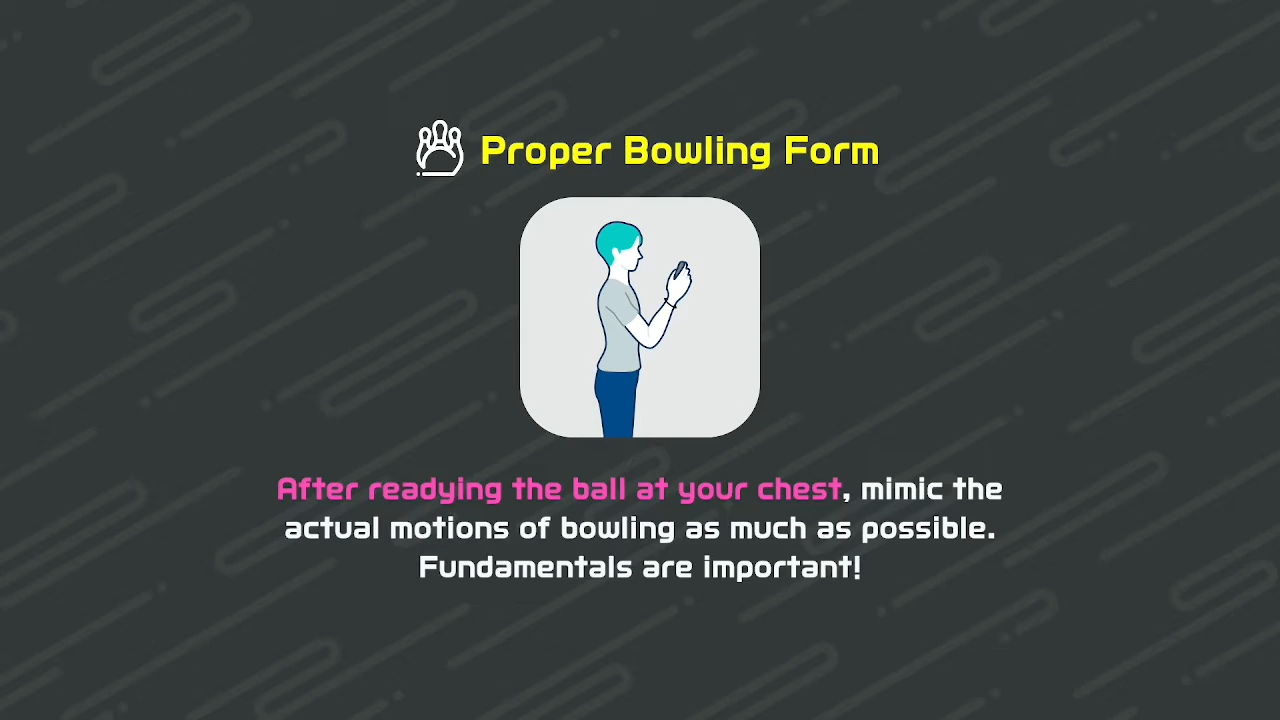 Proper Bowling Form
After readying the ball at your chest, mimic the
actual motions of bowling as much as possible.
Fundamentals are important!